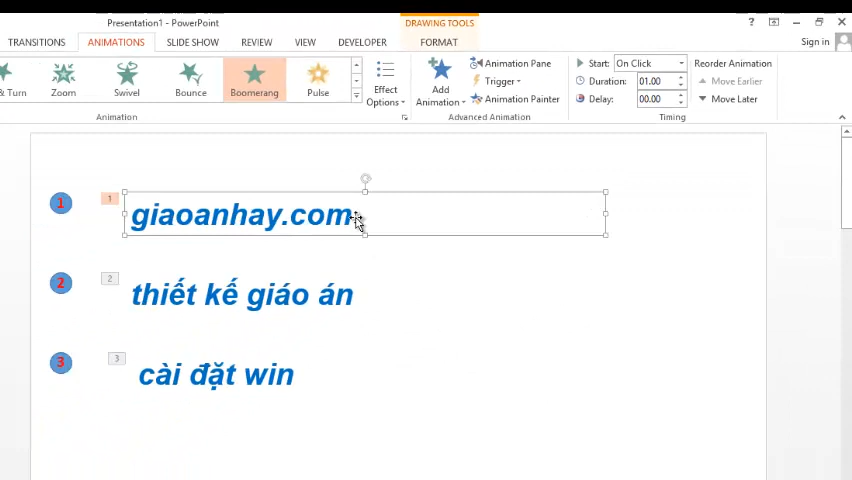 Presentation1 - PowerPoint
DRAWING TOOLS
?
TRANSITIONS ANIMATIONS SLIDE SHOW REVIEW VIEW DEVELOPER FORMAT Sign in
& Turn Zoom Swivel Bounce Boomerang Pulse
Effect Options
Add Animation
Animation Pane
Trigger
Animation Painter
Start: On Click
Duration: 01.00
Delay: 00.00
Reorder Animation
Move Earlier
Move Later
Animation Advanced Animation Timing
1 1 giaoanhay.com
2 2 thiết kế giáo án
3 3 cài đặt win